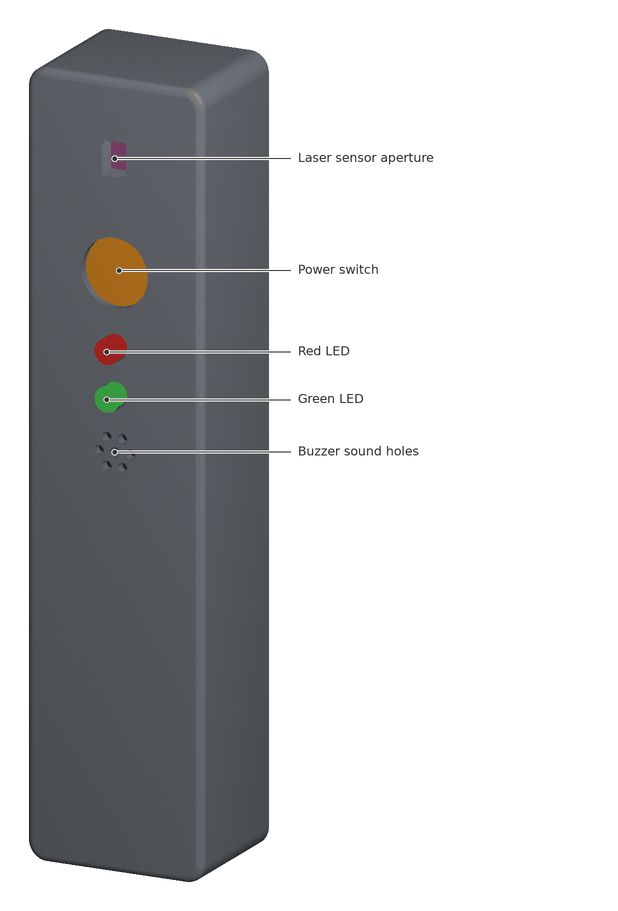 Laser sensor aperture
Power switch
Red LED
Green LED
Buzzer sound holes